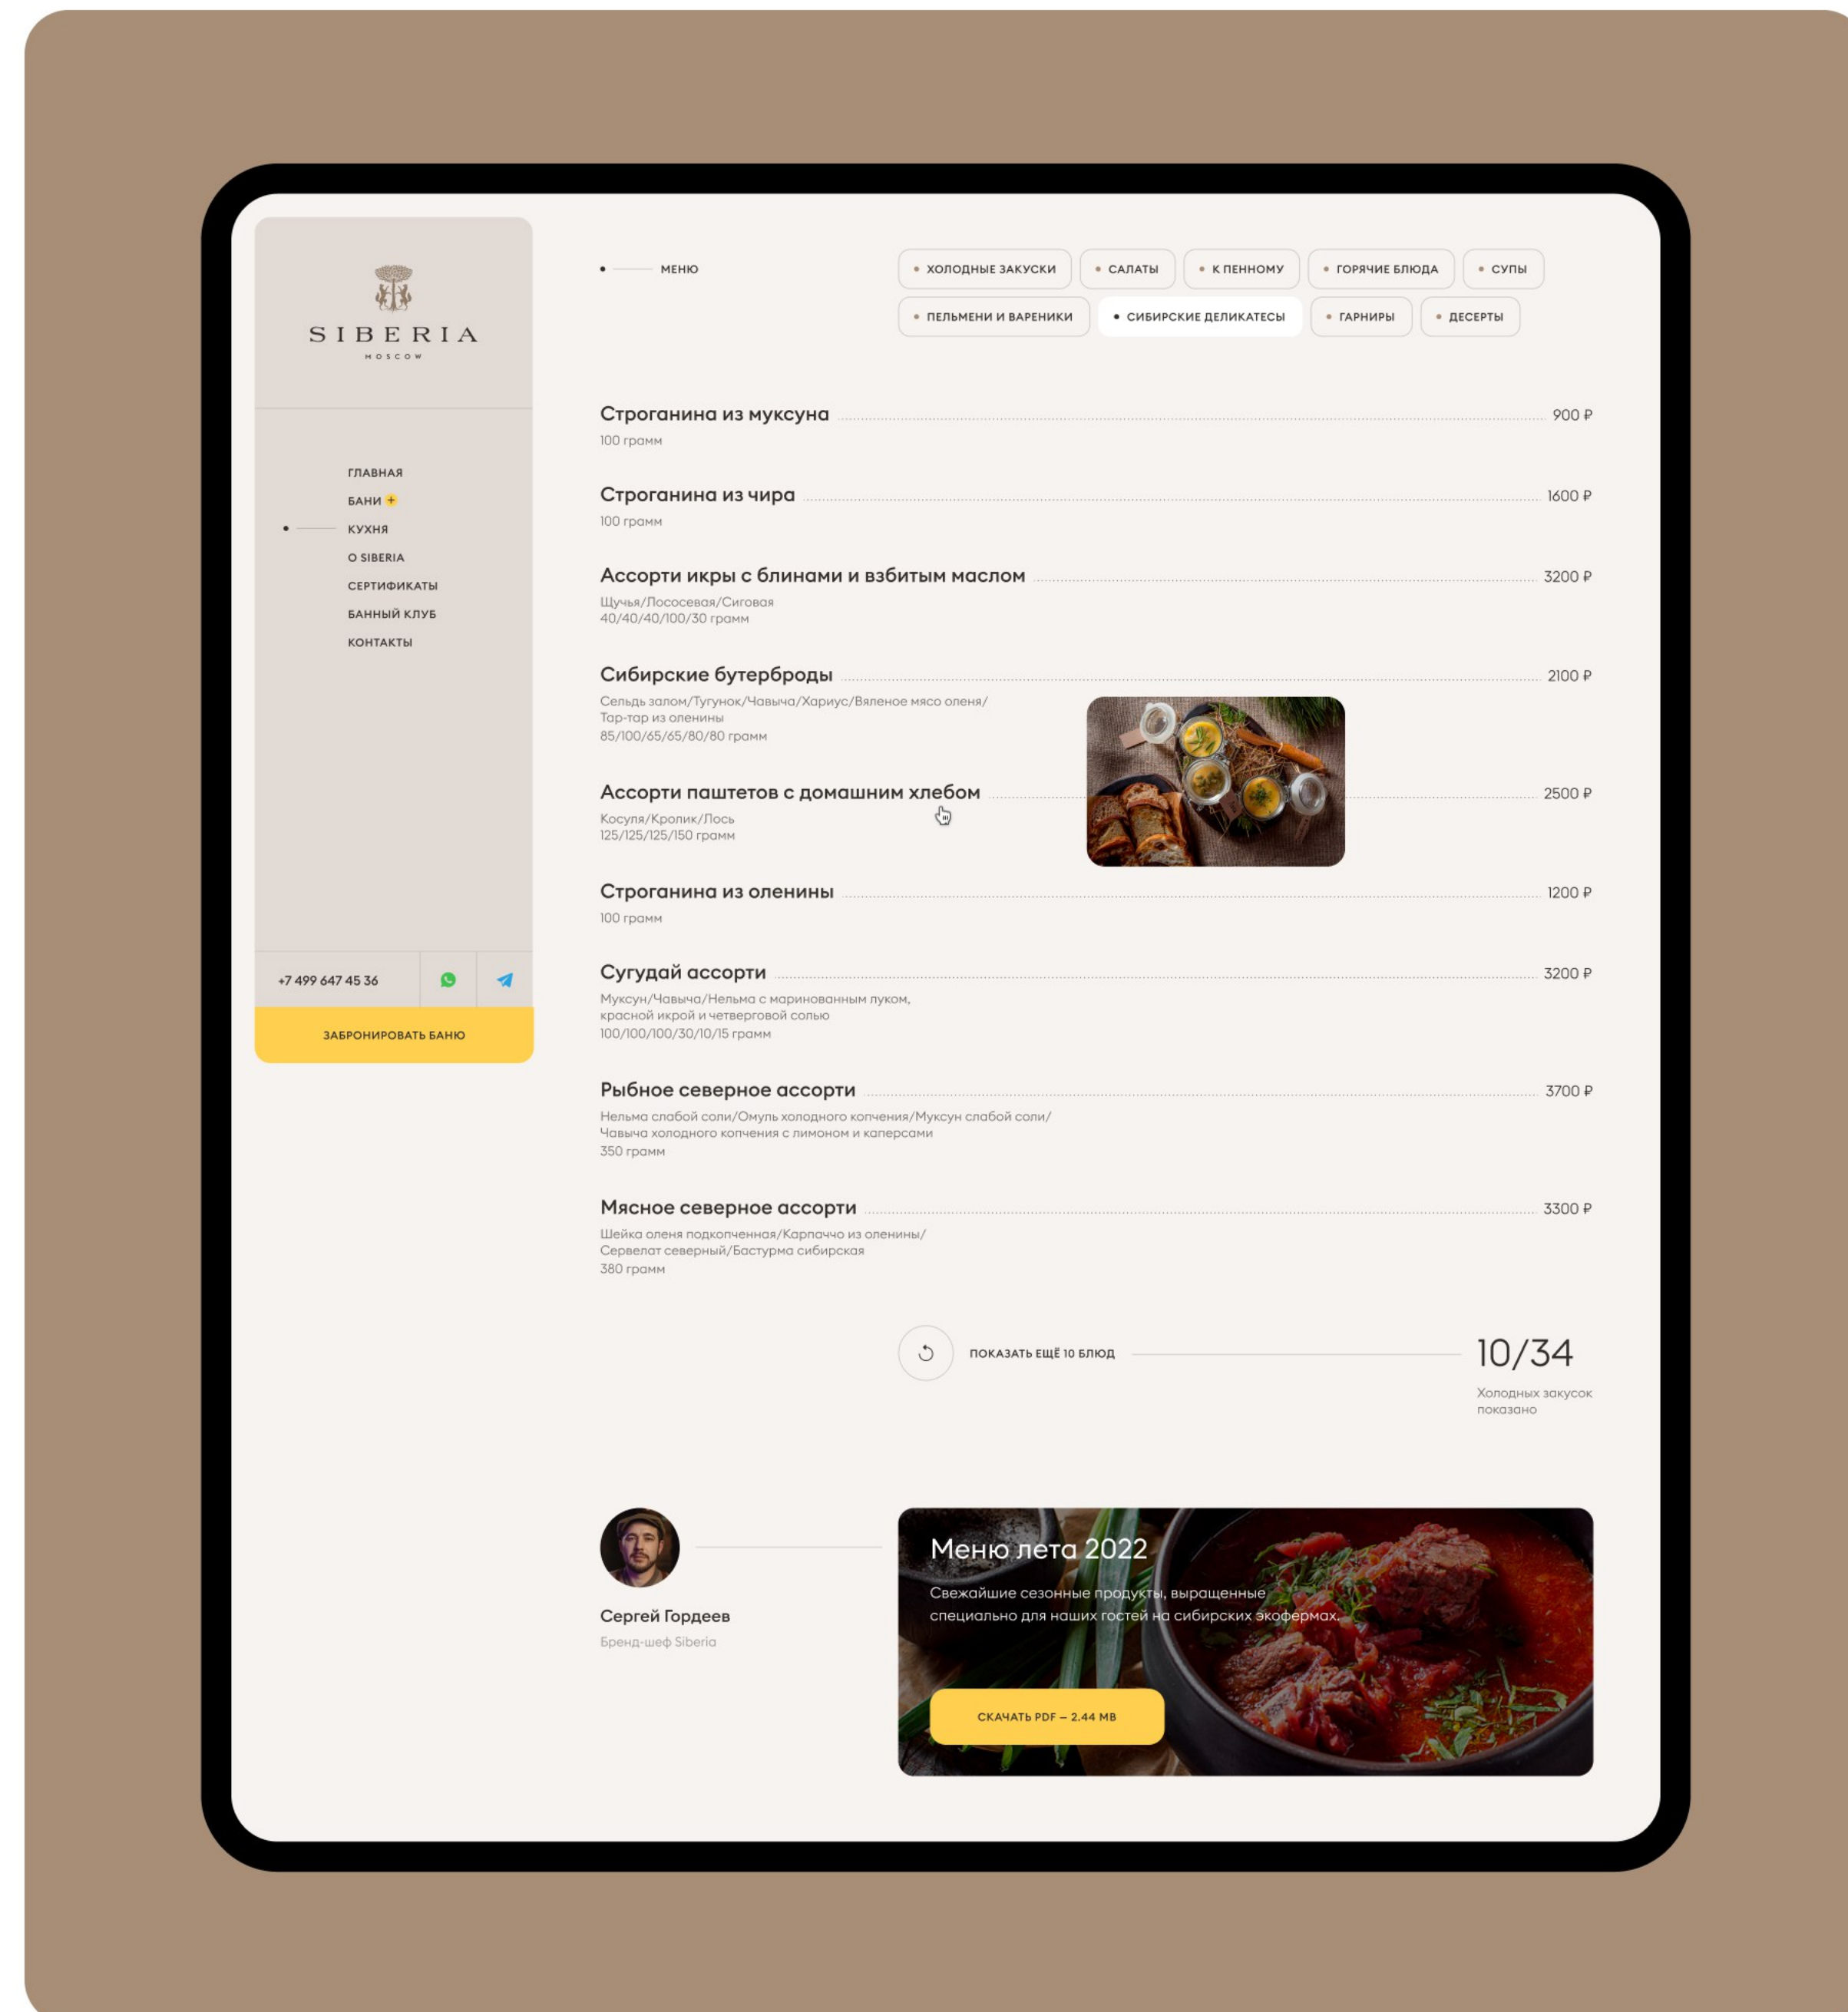 SIBERIA
MOSCOW
ГЛАВНАЯ
БАНИ +
КУХНЯ
О SIBERIA
СЕРТИФИКАТЫ
БАННЫЙ КЛУБ
КОНТАКТЫ
+7 499 647 45 36
ЗАБРОНИРОВАТЬ БАНЮ
МЕНЮ
ХОЛОДНЫЕ ЗАКУСКИ
САЛАТЫ
К ПЕННОМУ
ГОРЯЧИЕ БЛЮДА
СУПЫ
ПЕЛЬМЕНИ И ВАРЕНИКИ
СИБИРСКИЕ ДЕЛИКАТЕСЫ
ГАРНИРЫ
ДЕСЕРТЫ
Строганина из муксуна 900 ₽
100 грамм
Строганина из чира 1600 ₽
100 грамм
Ассорти икры с блинами и взбитым маслом 3200 ₽
Щучья/Лососевая/Сиговая
40/40/40/100/30 грамм
Сибирские бутерброды 2100 ₽
Сельдь залом/Тугунок/Чавыча/Хариус/Вяленое мясо оленя/
Тар-тар из оленины
85/100/65/65/80/80 грамм
Ассорти паштетов с домашним хлебом 2500 ₽
Косуля/Кролик/Лось
125/125/125/150 грамм
Строганина из оленины 1200 ₽
100 грамм
Сугудай ассорти 3200 ₽
Муксун/Чавыча/Нельма с маринованным луком,
красной икрой и четверговой солью
100/100/100/30/10/15 грамм
Рыбное северное ассорти 3700 ₽
Нельма слабой соли/Омуль холодного копчения/Муксун слабой соли/
Чавыча холодного копчения с лимоном и каперсами
350 грамм
Мясное северное ассорти 3300 ₽
Шейка оленя подкопченная/Карпаччо из оленины/
Сервелат северный/Бастурма сибирская
380 грамм
ПОКАЗАТЬ ЕЩЁ 10 БЛЮД
10/34
Холодных закусок
показано
Сергей Гордеев
Бренд-шеф Siberia
Меню лета 2022
Свежайшие сезонные продукты, выращенные
специально для наших гостей на сибирских экофермах.
СКАЧАТЬ PDF — 2.44 MB